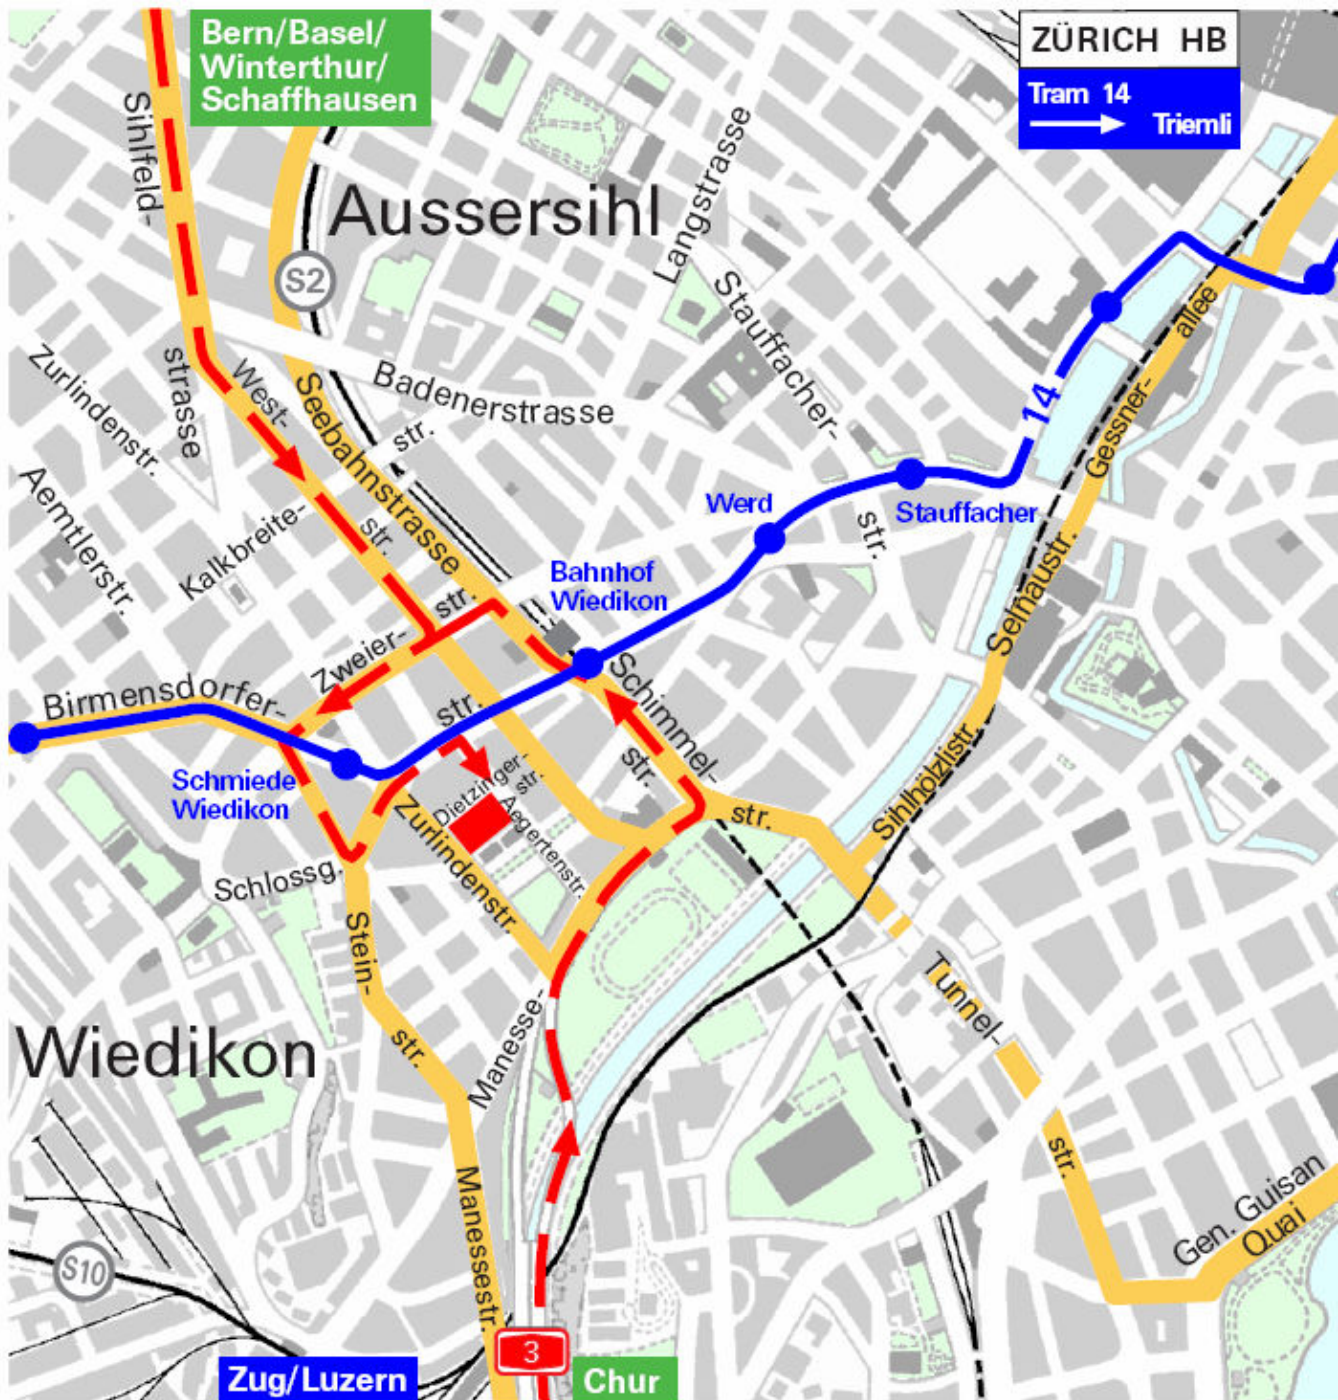 Bern/Basel/
Winterthur/
Schaffhausen
ZÜRICH HB
Tram 14
Triemli
Sihlfeld-
strasse
Aussersihl
S2
Langstrasse
Stauffacher-
str.
allee
Gessner-
Zurlindenstr.
West-
str.
Seebahnstrasse
Badenerstrasse
Kalkbreite-
str.
14
Aemtlerstr.
Werd
Stauffacher
Bahnhof
Wiedikon
Selnaustr.
Zweier-
str.
Birmensdorfer-
str.
Schimmel-
str.
str.
Schmiede
Wiedikon
Dietzinger-
str.
Aegertenstr.
Zurlindenstr.
Sihlhölzlistr.
Schlossg.
Stein-
str.
Manesse-
Tunnel-
str.
Wiedikon
Manessestr.
Gen. Guisan
Quai
S10
3
Zug/Luzern
Chur